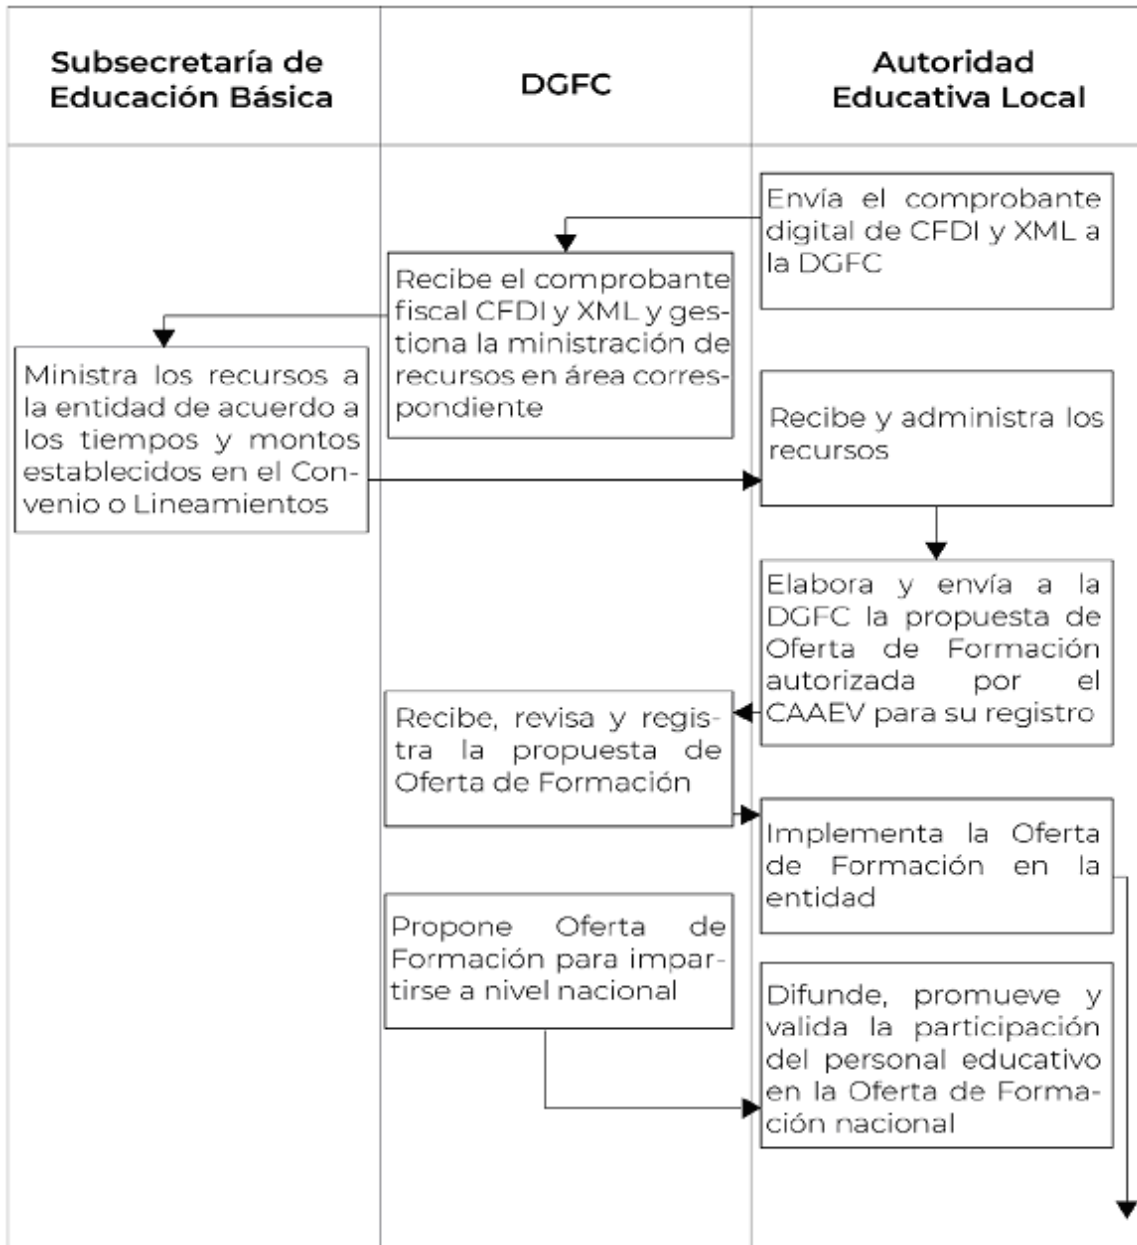 Subsecretaría de
Educación Básica
DGFC
Autoridad
Educativa Local
Envía el comprobante
digital de CFDI y XML a
la DGFC
Recibe el comprobante
fiscal CFDI y XML y ges-
tiona la ministración de
recursos en área corres-
pondiente
Ministra los recursos a
la entidad de acuerdo a
los tiempos y montos
establecidos en el Con-
venio o Lineamientos
Recibe y administra los
recursos
Elabora y envía a la
DGFC la propuesta de
Oferta de Formación
autorizada por el
CAAEV para su registro
Recibe, revisa y regis-
tra la propuesta de
Oferta de Formación
Implementa la Oferta
de Formación en la
entidad
Propone Oferta de
Formación para impar-
tirse a nivel nacional
Difunde, promueve y
valida la participación
del personal educativo
en la Oferta de Forma-
ción nacional